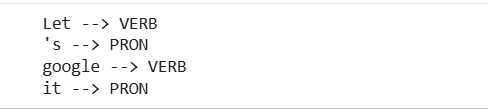 Let --> VERB
's --> PRON
google --> VERB
it --> PRON